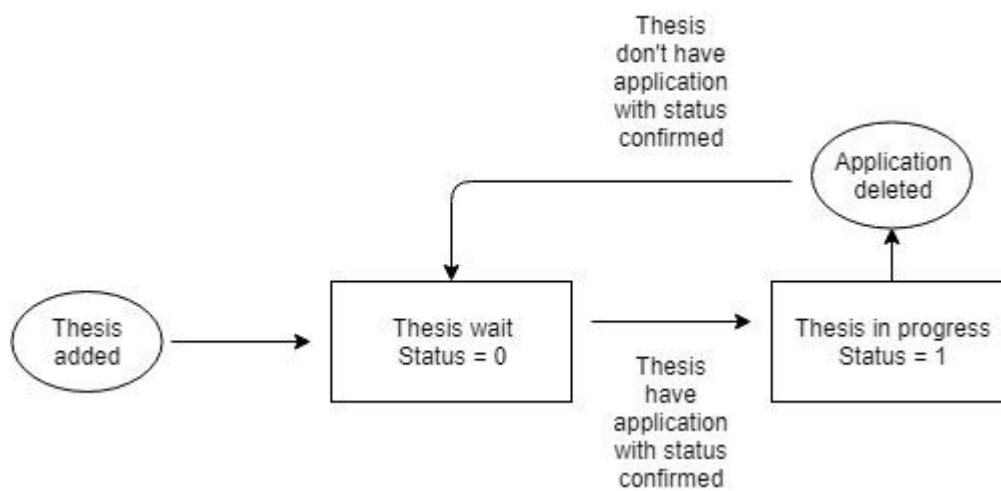 Thesis
don't have
application
with status
confirmed
Application
deleted
Thesis
added
Thesis wait
Status = 0
Thesis in progress
Status = 1
Thesis
have
application
with status
confirmed